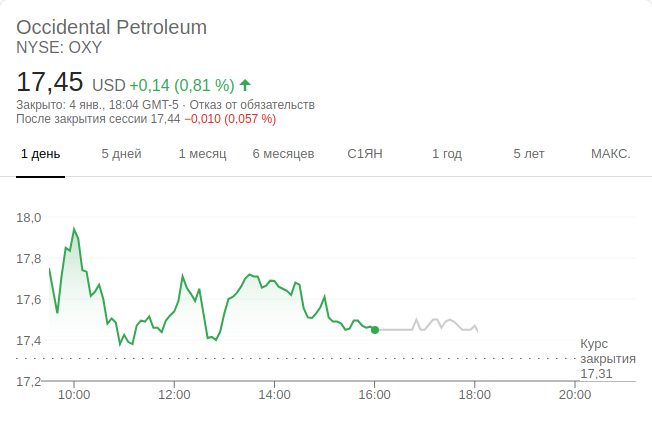 Occidental Petroleum
NYSE: OXY
17,45 USD +0,14 (0,81 %)
Закрыто: 4 янв., 18:04 GMT-5 · Отказ от обязательств
После закрытия сессии 17,44 −0,010 (0,057 %)
1 день 5 дней 1 месяц 6 месяцев С1ЯН 1 год 5 лет МАКС.
18,0
17,8
17,6
17,4
Курс
закрытия
17,31
17,2
10:00 12:00 14:00 16:00 18:00 20:00